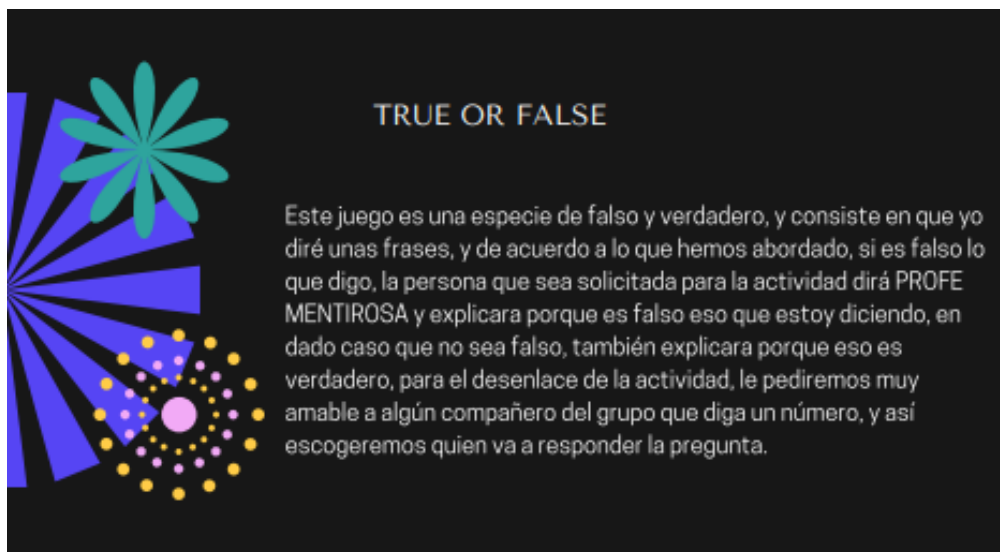 TRUE OR FALSE
Este juego es una especie de falso y verdadero, y consiste en que yo
diré unas frases, y de acuerdo a lo que hemos abordado, si es falso lo
que digo, la persona que sea solicitada para la actividad dirá PROFE
MENTIROSA y explicara porque es falso eso que estoy diciendo, en
dado caso que no sea falso, también explicara porque eso es
verdadero, para el desenlace de la actividad, le pediremos muy
amable a algún compañero del grupo que diga un número, y así
escogeremos quien va a responder la pregunta.